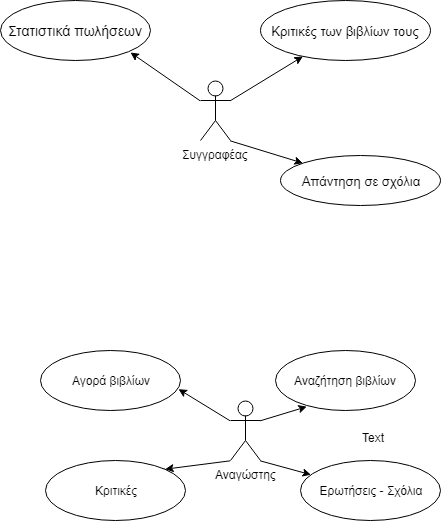 Στατιστικά πωλήσεων
Κριτικές των βιβλίων τους
Συγγραφέας
Απάντηση σε σχόλια
Αγορά βιβλίων
Αναζήτηση βιβλίων
Text
Αναγώστης
Κριτικές
Ερωτήσεις - Σχόλια